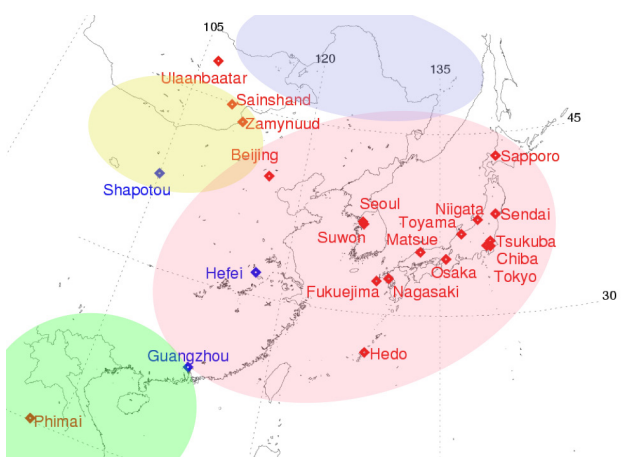 105
120
135
Ulaanbaatar
45
Sainshand
Zamynuud
Beijing
Sapporo
Shapotou
Seoul
Niigata
Sendai
Suwon
Toyama
Matsue
Tsukuba
Chiba
Hefei
Osaka
Tokyo
Fukuejima
Nagasaki
30
Guangzhou
Hedo
Phimai